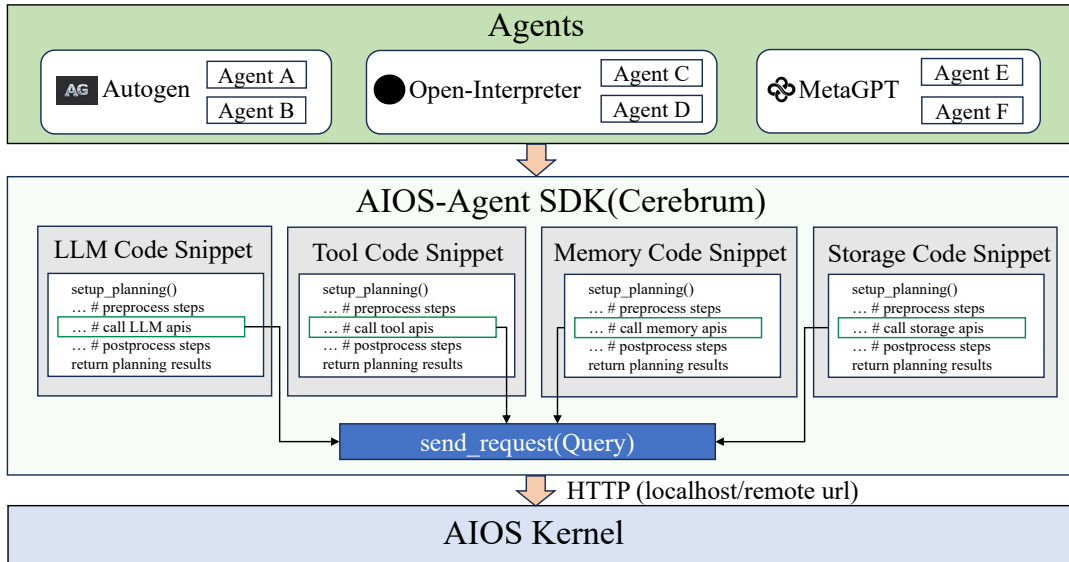 Agents
AG Autogen
Agent A
Agent B
Open-Interpreter
Agent C
Agent D
MetaGPT
Agent E
Agent F
AIOS-Agent SDK(Cerebrum)
LLM Code Snippet
setup_planning()
… # preprocess steps
… # call LLM apis
… # postprocess steps
return planning results
Tool Code Snippet
setup_planning()
… # preprocess steps
… # call tool apis
… # postprocess steps
return planning results
Memory Code Snippet
setup_planning()
… # preprocess steps
… # call memory apis
… # postprocess steps
return planning results
Storage Code Snippet
setup_planning()
… # preprocess steps
… # call storage apis
… # postprocess steps
return planning results
send_request(Query)
HTTP (localhost/remote url)
AIOS Kernel